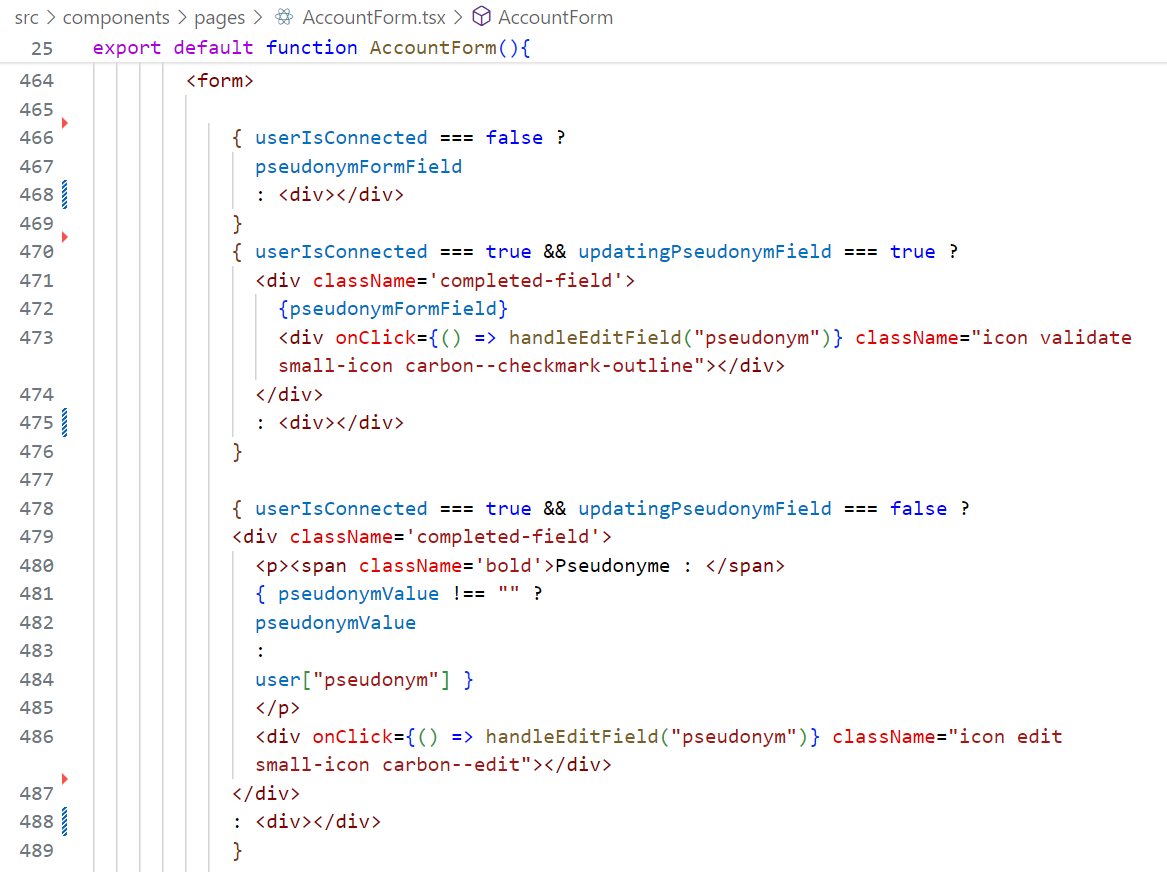 src > components > pages > AccountForm.tsx > AccountForm
25 export default function AccountForm(){
464 <form>
465
466 { userIsConnected === false ?
467 pseudonymFormField
468 : <div></div>
469 }
470 { userIsConnected === true && updatingPseudonymField === true ?
471 <div className='completed-field'>
472 {pseudonymFormField}
473 <div onClick={() => handleEditField("pseudonym")} className="icon validate
small-icon carbon--checkmark-outline"></div>
474 </div>
475 : <div></div>
476 }
477
478 { userIsConnected === true && updatingPseudonymField === false ?
479 <div className='completed-field'>
480 <p><span className='bold'>Pseudonyme : </span>
481 { pseudonymValue !== "" ?
482 pseudonymValue
483 :
484 user["pseudonym"] }
485 </p>
486 <div onClick={() => handleEditField("pseudonym")} className="icon edit
small-icon carbon--edit"></div>
487 </div>
488 : <div></div>
489 }